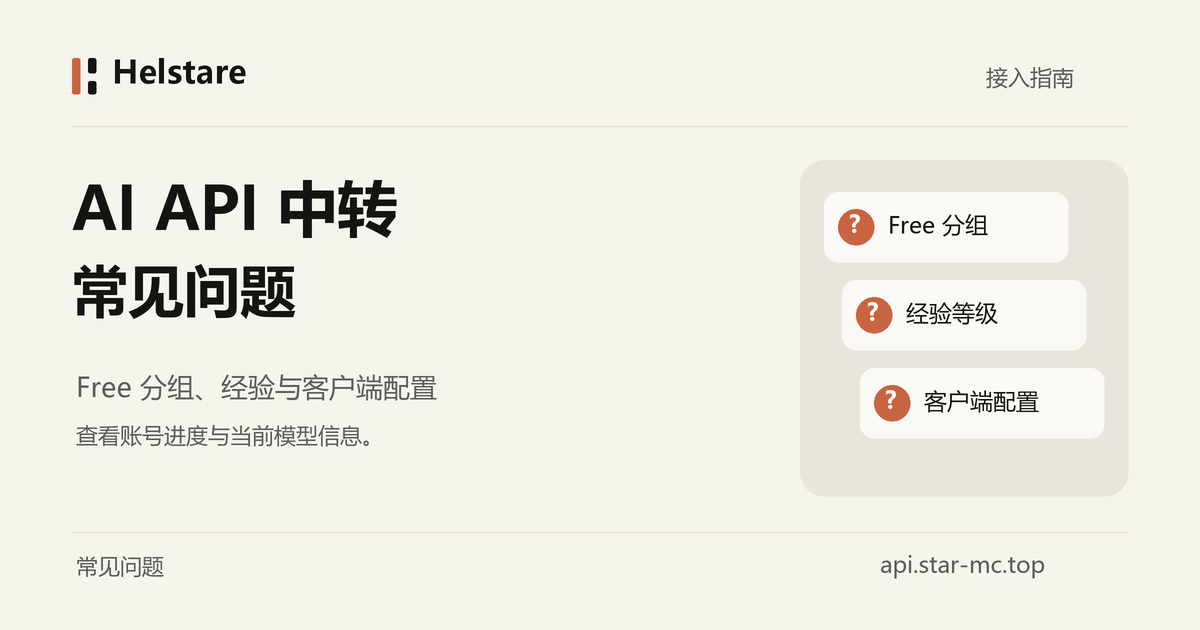 Helstare
接入指南
AI API 中转
常见问题
Free 分组、经验与客户端配置
查看账号进度与当前模型信息。
? Free 分组
? 经验等级
? 客户端配置
常见问题
api.star-mc.top